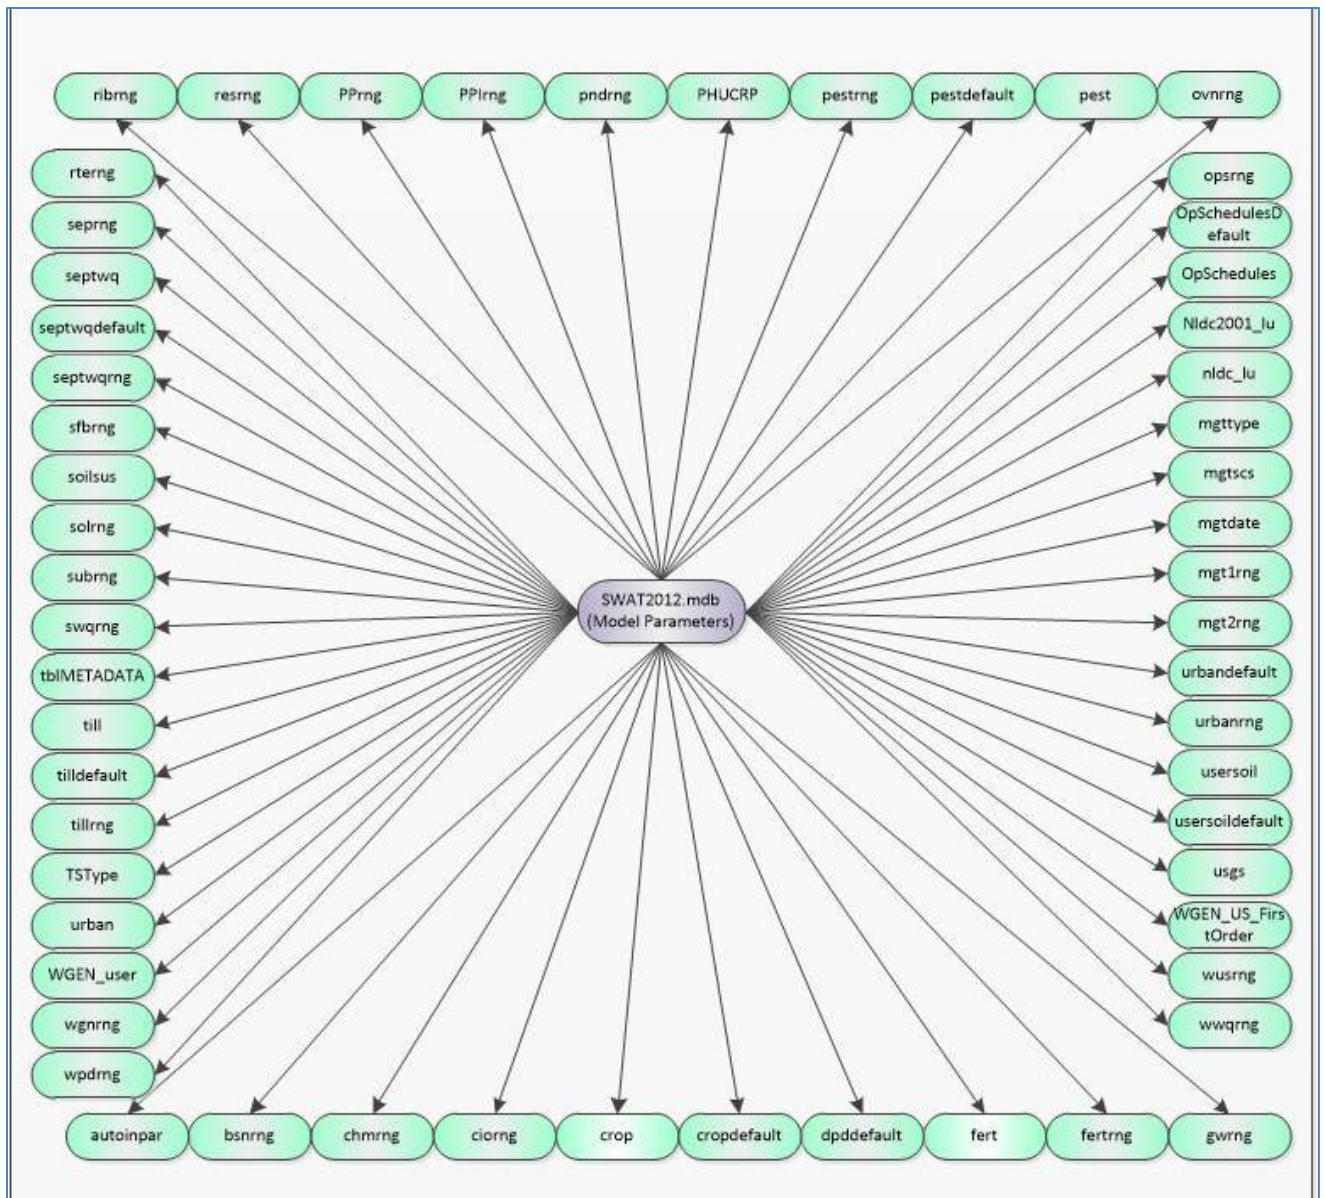 ribrng
resrng
PPrng
PPIrng
pndrng
PHUCRP
pestrng
pestdefault
pest
ovnrng
rterng
seprng
septwq
septwqdefault
septwqrng
sfbrng
soilsus
solrng
subrng
swqrng
tblMETADATA
till
tilldefault
tillrng
TSType
urban
WGEN_user
wgnrng
wpdrng
SWAT2012.mdb
(Model Parameters)
opsrng
OpSchedulesD
efault
OpSchedules
Nldc2001_lu
nldc_lu
mgttype
mgtscs
mgtdate
mgt1rng
mgt2rng
urbandefault
urbanrng
usersoil
usersoildefault
usgs
WGEN_US_Firs
tOrder
wusrng
wwqrng
autoinpar
bsnrng
chmrng
ciorng
crop
cropdefault
dpddefault
fert
fertrng
gwrng